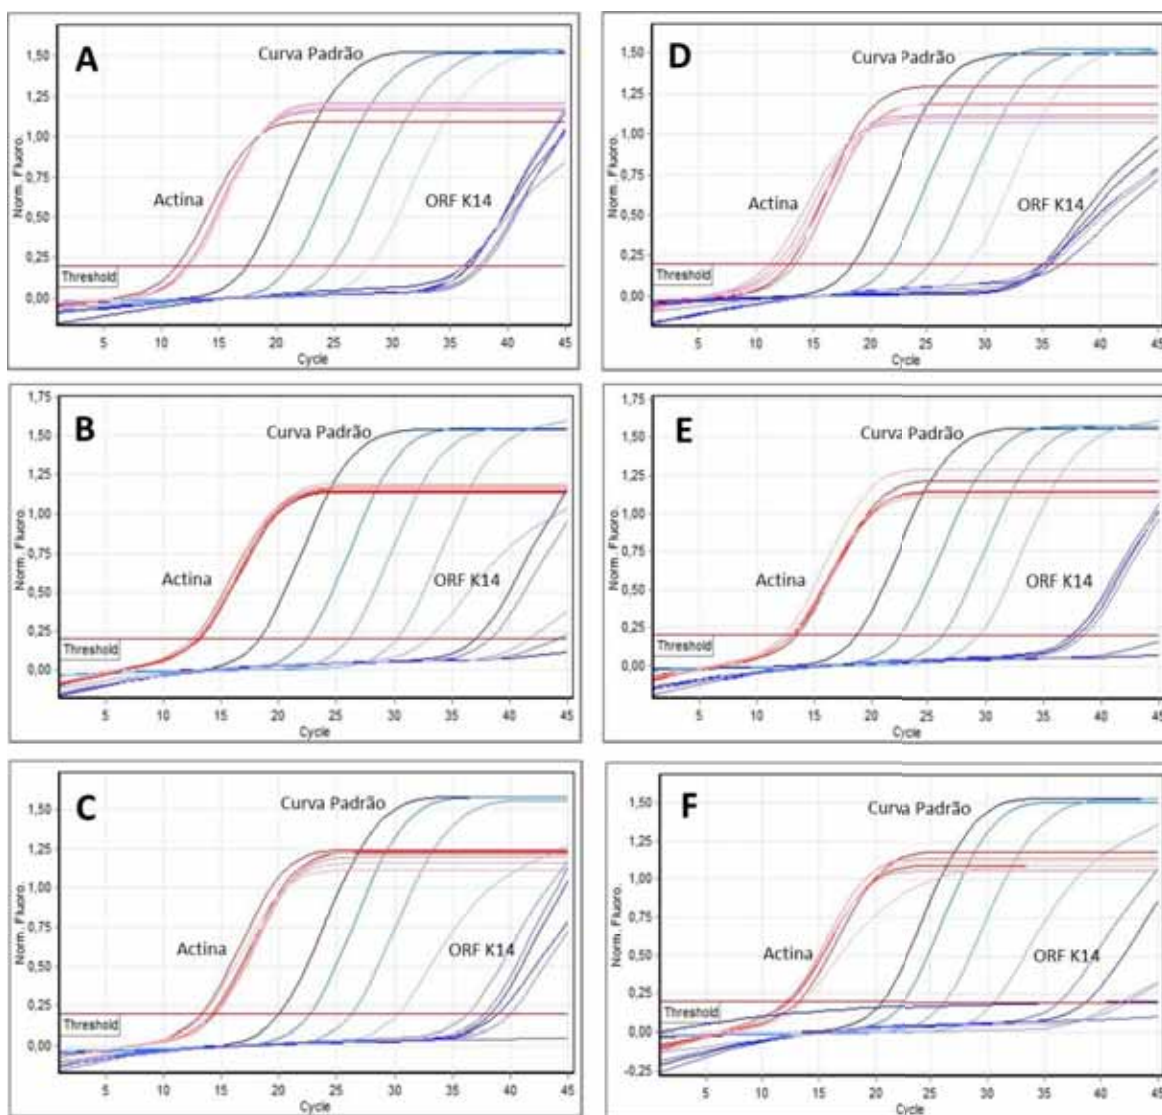 A
Curva Padrão
Actina
ORF K14
Threshold
Norm. Fluoro.
1,50
1,25
1,00
0,75
0,50
0,25
0,00
5 10 15 20 25 30 35 40 45
Cycle
D
Curva Padrão
Actina
ORF K14
Threshold
Norm. Fluoro.
1,50
1,25
1,00
0,75
0,50
0,25
0,00
5 10 15 20 25 30 35 40 45
Cycle
B
Curva Padrão
Actina
ORF K14
Threshold
Norm. Fluoro.
1,75
1,50
1,25
1,00
0,75
0,50
0,25
0,00
5 10 15 20 25 30 35 40 45
Cycle
E
Curva Padrão
Actina
ORF K14
Threshold
Norm. Fluoro.
1,75
1,50
1,25
1,00
0,75
0,50
0,25
0,00
5 10 15 20 25 30 35 40 45
Cycle
C
Curva Padrão
Actina
ORF K14
Threshold
Norm. Fluoro.
1,50
1,25
1,00
0,75
0,50
0,25
0,00
5 10 15 20 25 30 35 40 45
Cycle
F
Curva Padrão
Actina
ORF K14
Threshold
Norm. Fluoro.
1,50
1,25
1,00
0,75
0,50
0,25
0,00
-0,25
5 10 15 20 25 30 35 40 45
Cycle